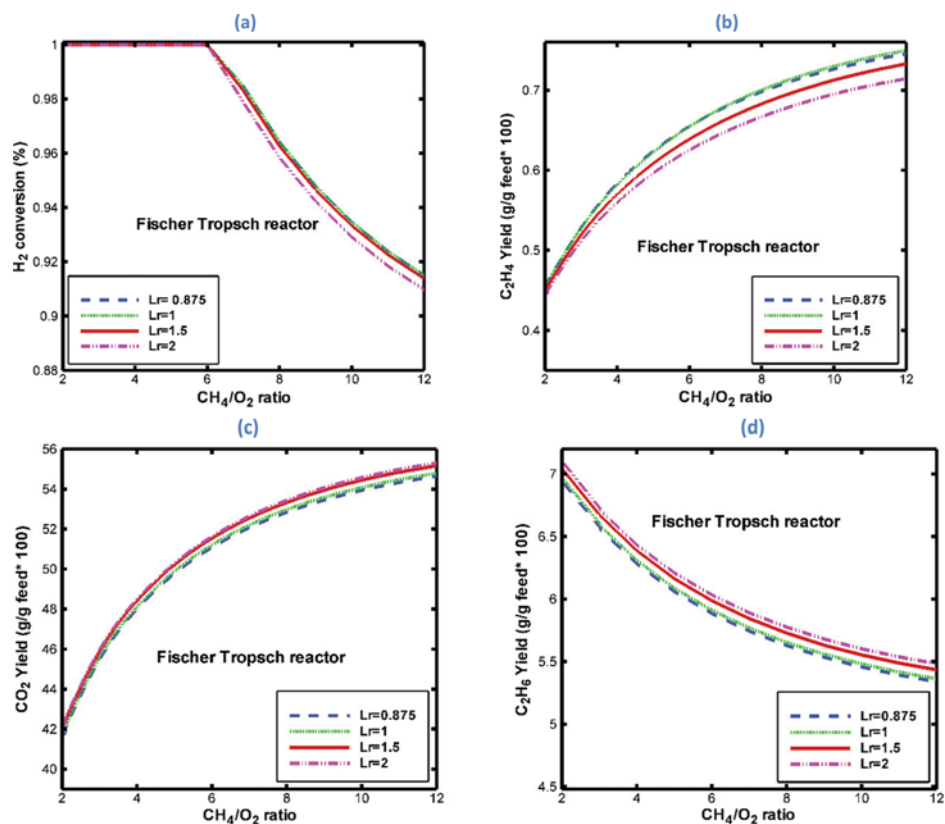 (a)
H2 conversion (%)
1
0.98
0.96
0.94
0.92
0.9
0.88
Fischer Tropsch reactor
Lr= 0.875
Lr=1
Lr=1.5
Lr=2
2 4 6 8 10 12
CH4/O2 ratio
(b)
C2H4 Yield (g/g feed* 100)
0.7
0.6
0.5
0.4
Fischer Tropsch reactor
Lr=0.875
Lr=1
Lr=1.5
Lr=2
2 4 6 8 10 12
CH4/O2 ratio
(c)
CO2 Yield (g/g feed* 100)
56
54
52
50
48
46
44
42
40
Fischer Tropsch reactor
Lr=0.875
Lr=1
Lr=1.5
Lr=2
2 4 6 8 10 12
CH4/O2 ratio
(d)
C2H6 Yield (g/g feed* 100)
7
6.5
6
5.5
5
4.5
Fischer Tropsch reactor
Lr=0.875
Lr=1
Lr=1.5
Lr=2
2 4 6 8 10 12
CH4/O2 ratio